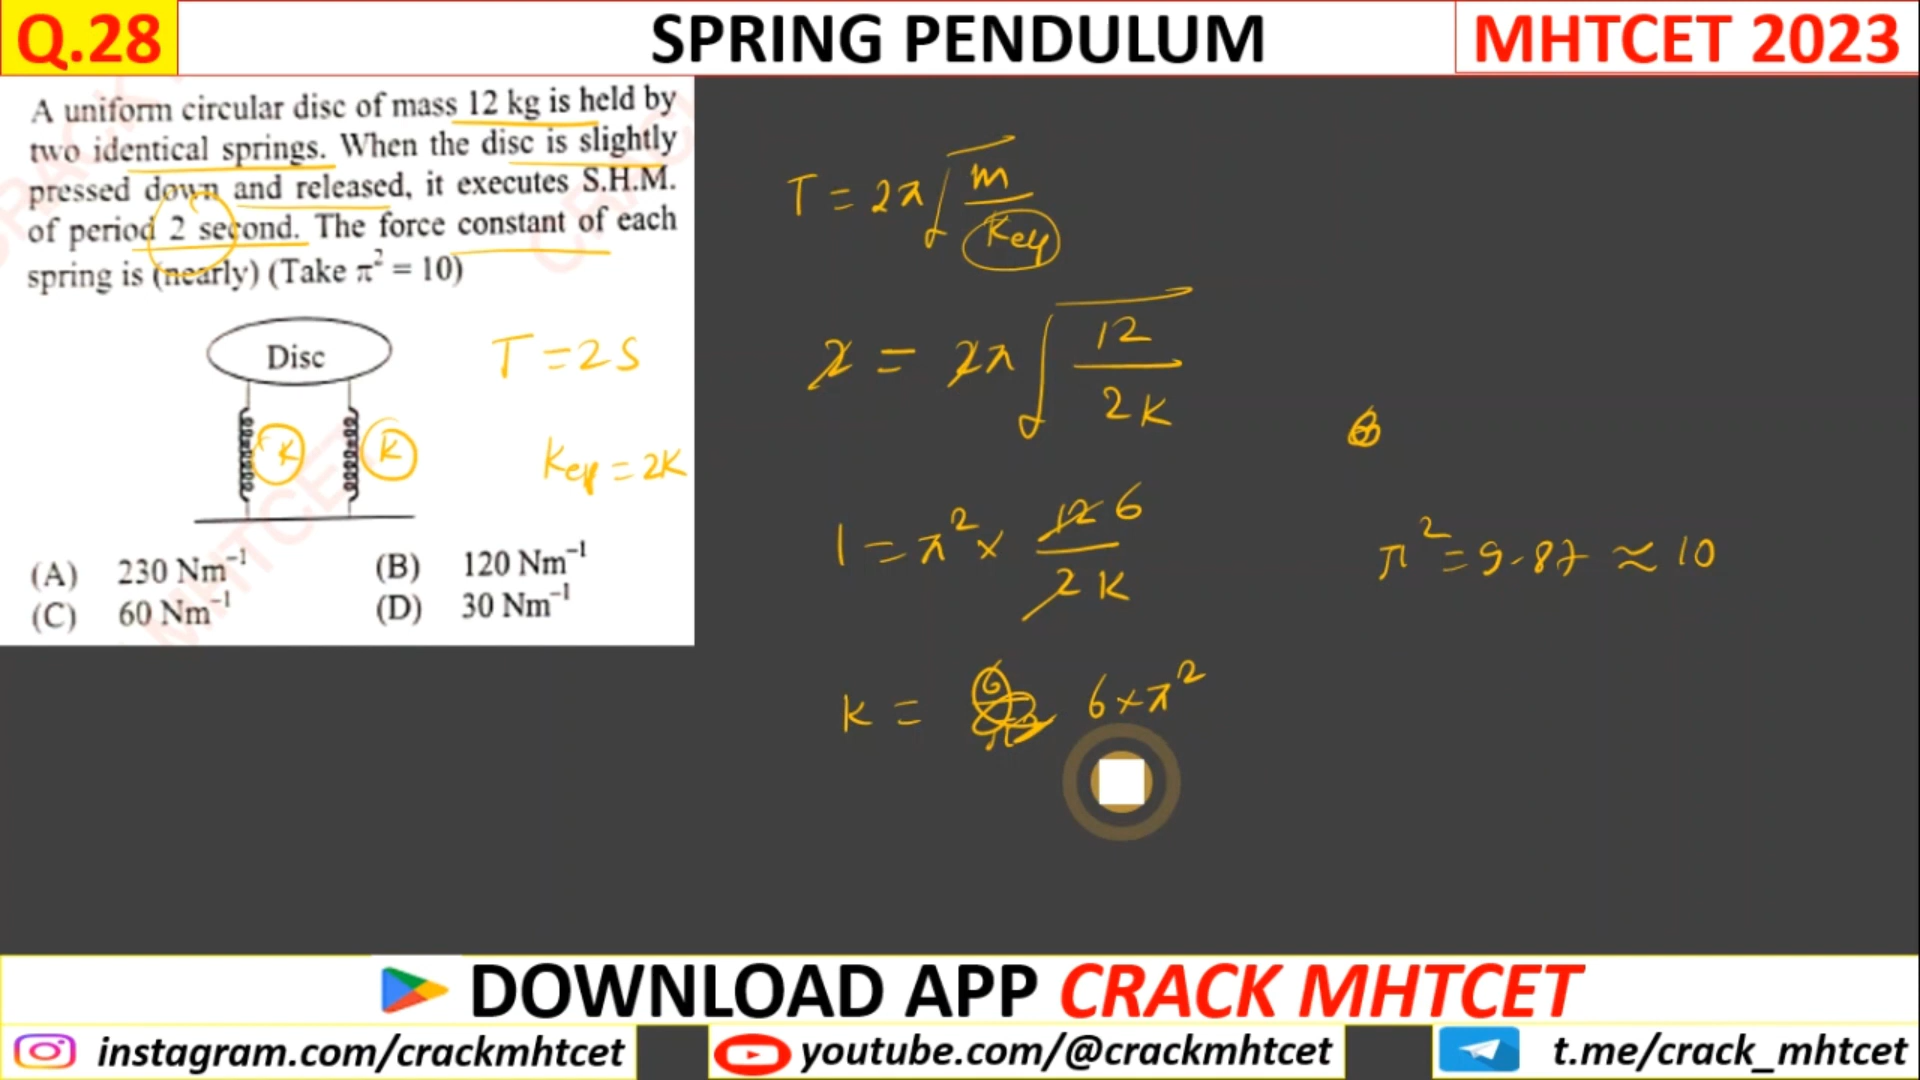 Q.28
SPRING PENDULUM
MHTCET 2023
A uniform circular disc of mass 12 kg is held by
two identical springs. When the disc is slightly
pressed down and released, it executes S.H.M.
of period 2 second. The force constant of each
spring is (nearly) (Take π² = 10)
Disc
K
K
T = 2S
Keq = 2K
(A) 230 Nm⁻¹ (B) 120 Nm⁻¹
(C) 60 Nm⁻¹ (D) 30 Nm⁻¹
T = 2π √(m/Keq)
2 = 2π √(12/2K)
1 = π² × 12/2K 6
π² = 9.87 ≈ 10
K = 6×π²
DOWNLOAD APP CRACK MHTCET
instagram.com/crackmhtcet
youtube.com/@crackmhtcet
t.me/crack_mhtcet